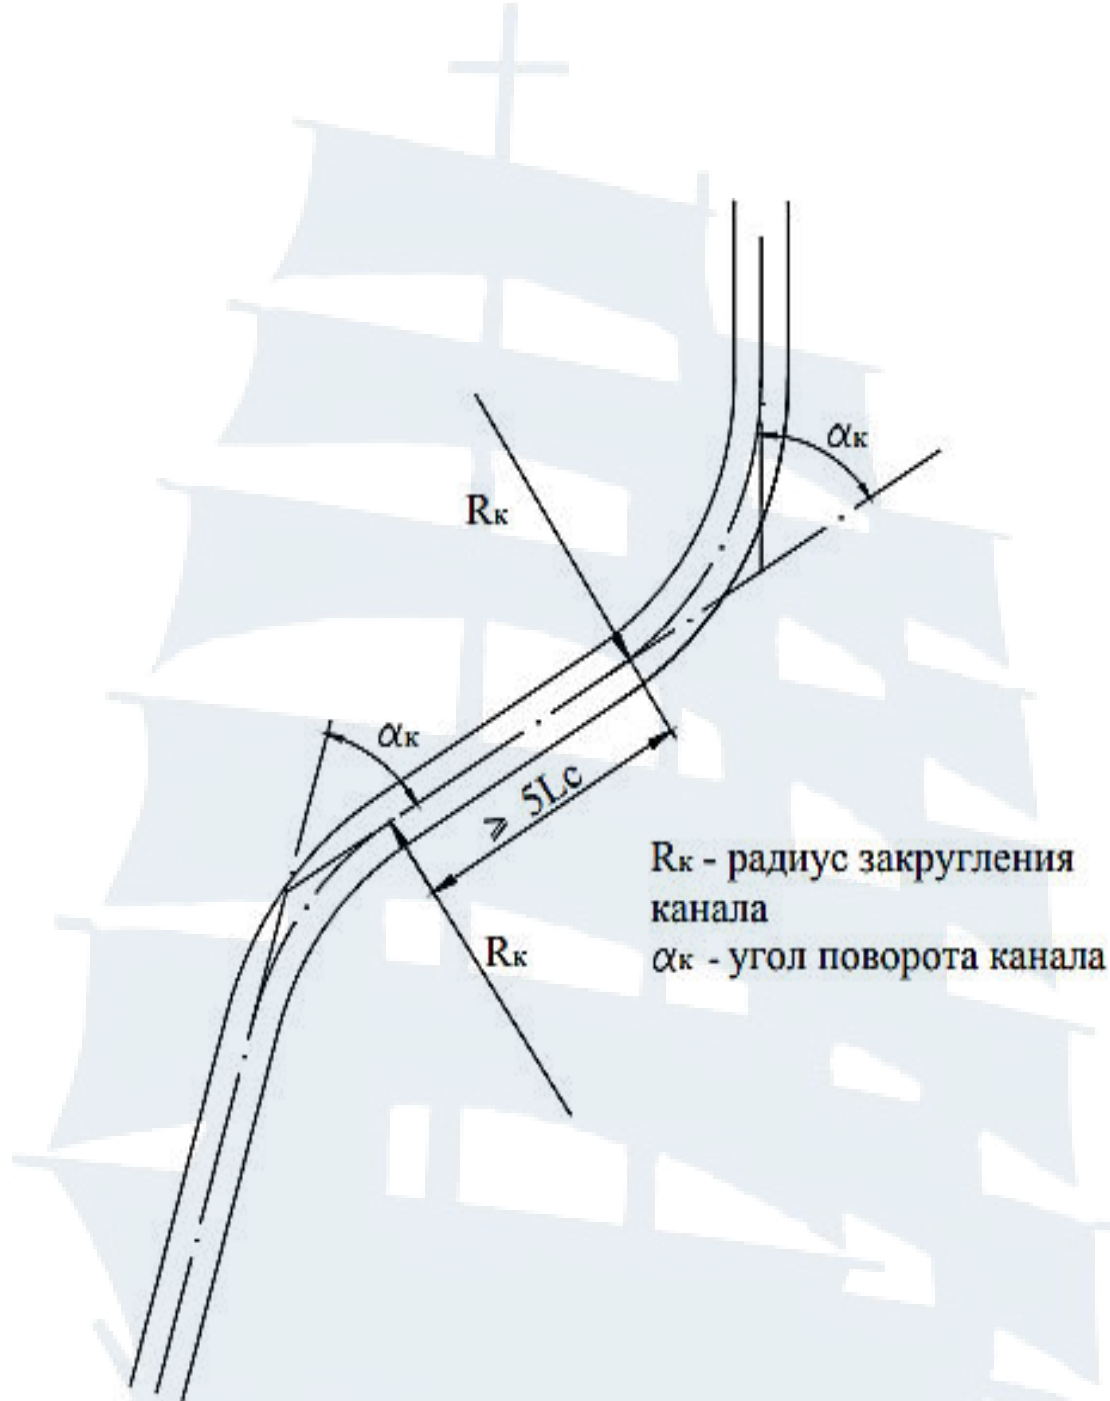 αк
Rк
αк
≥ 5Lc
Rк - радиус закругления
канала
αк - угол поворота канала
Rк